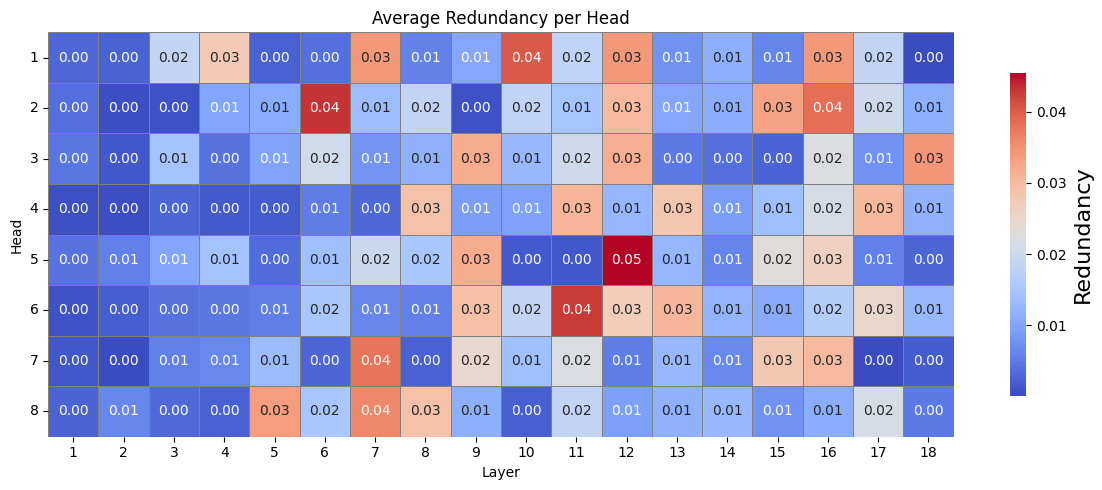 Average Redundancy per Head
1 0.00 0.00 0.02 0.03 0.00 0.00 0.03 0.01 0.01 0.04 0.02 0.03 0.01 0.01 0.01 0.03 0.02 0.00
2 0.00 0.00 0.00 0.01 0.01 0.04 0.01 0.02 0.00 0.02 0.01 0.03 0.01 0.01 0.03 0.04 0.02 0.01
3 0.00 0.00 0.01 0.00 0.01 0.02 0.01 0.01 0.03 0.01 0.02 0.03 0.00 0.00 0.00 0.02 0.01 0.03
4 0.00 0.00 0.00 0.00 0.00 0.01 0.00 0.03 0.01 0.01 0.03 0.01 0.03 0.01 0.01 0.02 0.03 0.01
5 0.00 0.01 0.01 0.01 0.00 0.01 0.02 0.02 0.03 0.00 0.00 0.05 0.01 0.01 0.02 0.03 0.01 0.00
6 0.00 0.00 0.00 0.00 0.01 0.02 0.01 0.01 0.03 0.02 0.04 0.03 0.03 0.01 0.01 0.02 0.03 0.01
7 0.00 0.00 0.01 0.01 0.01 0.00 0.04 0.00 0.02 0.01 0.02 0.01 0.01 0.01 0.03 0.03 0.00 0.00
8 0.00 0.01 0.00 0.00 0.03 0.02 0.04 0.03 0.01 0.00 0.02 0.01 0.01 0.01 0.01 0.01 0.02 0.00
1 2 3 4 5 6 7 8 9 10 11 12 13 14 15 16 17 18
Layer
Head
0.04
0.03
0.02
0.01
Redundancy